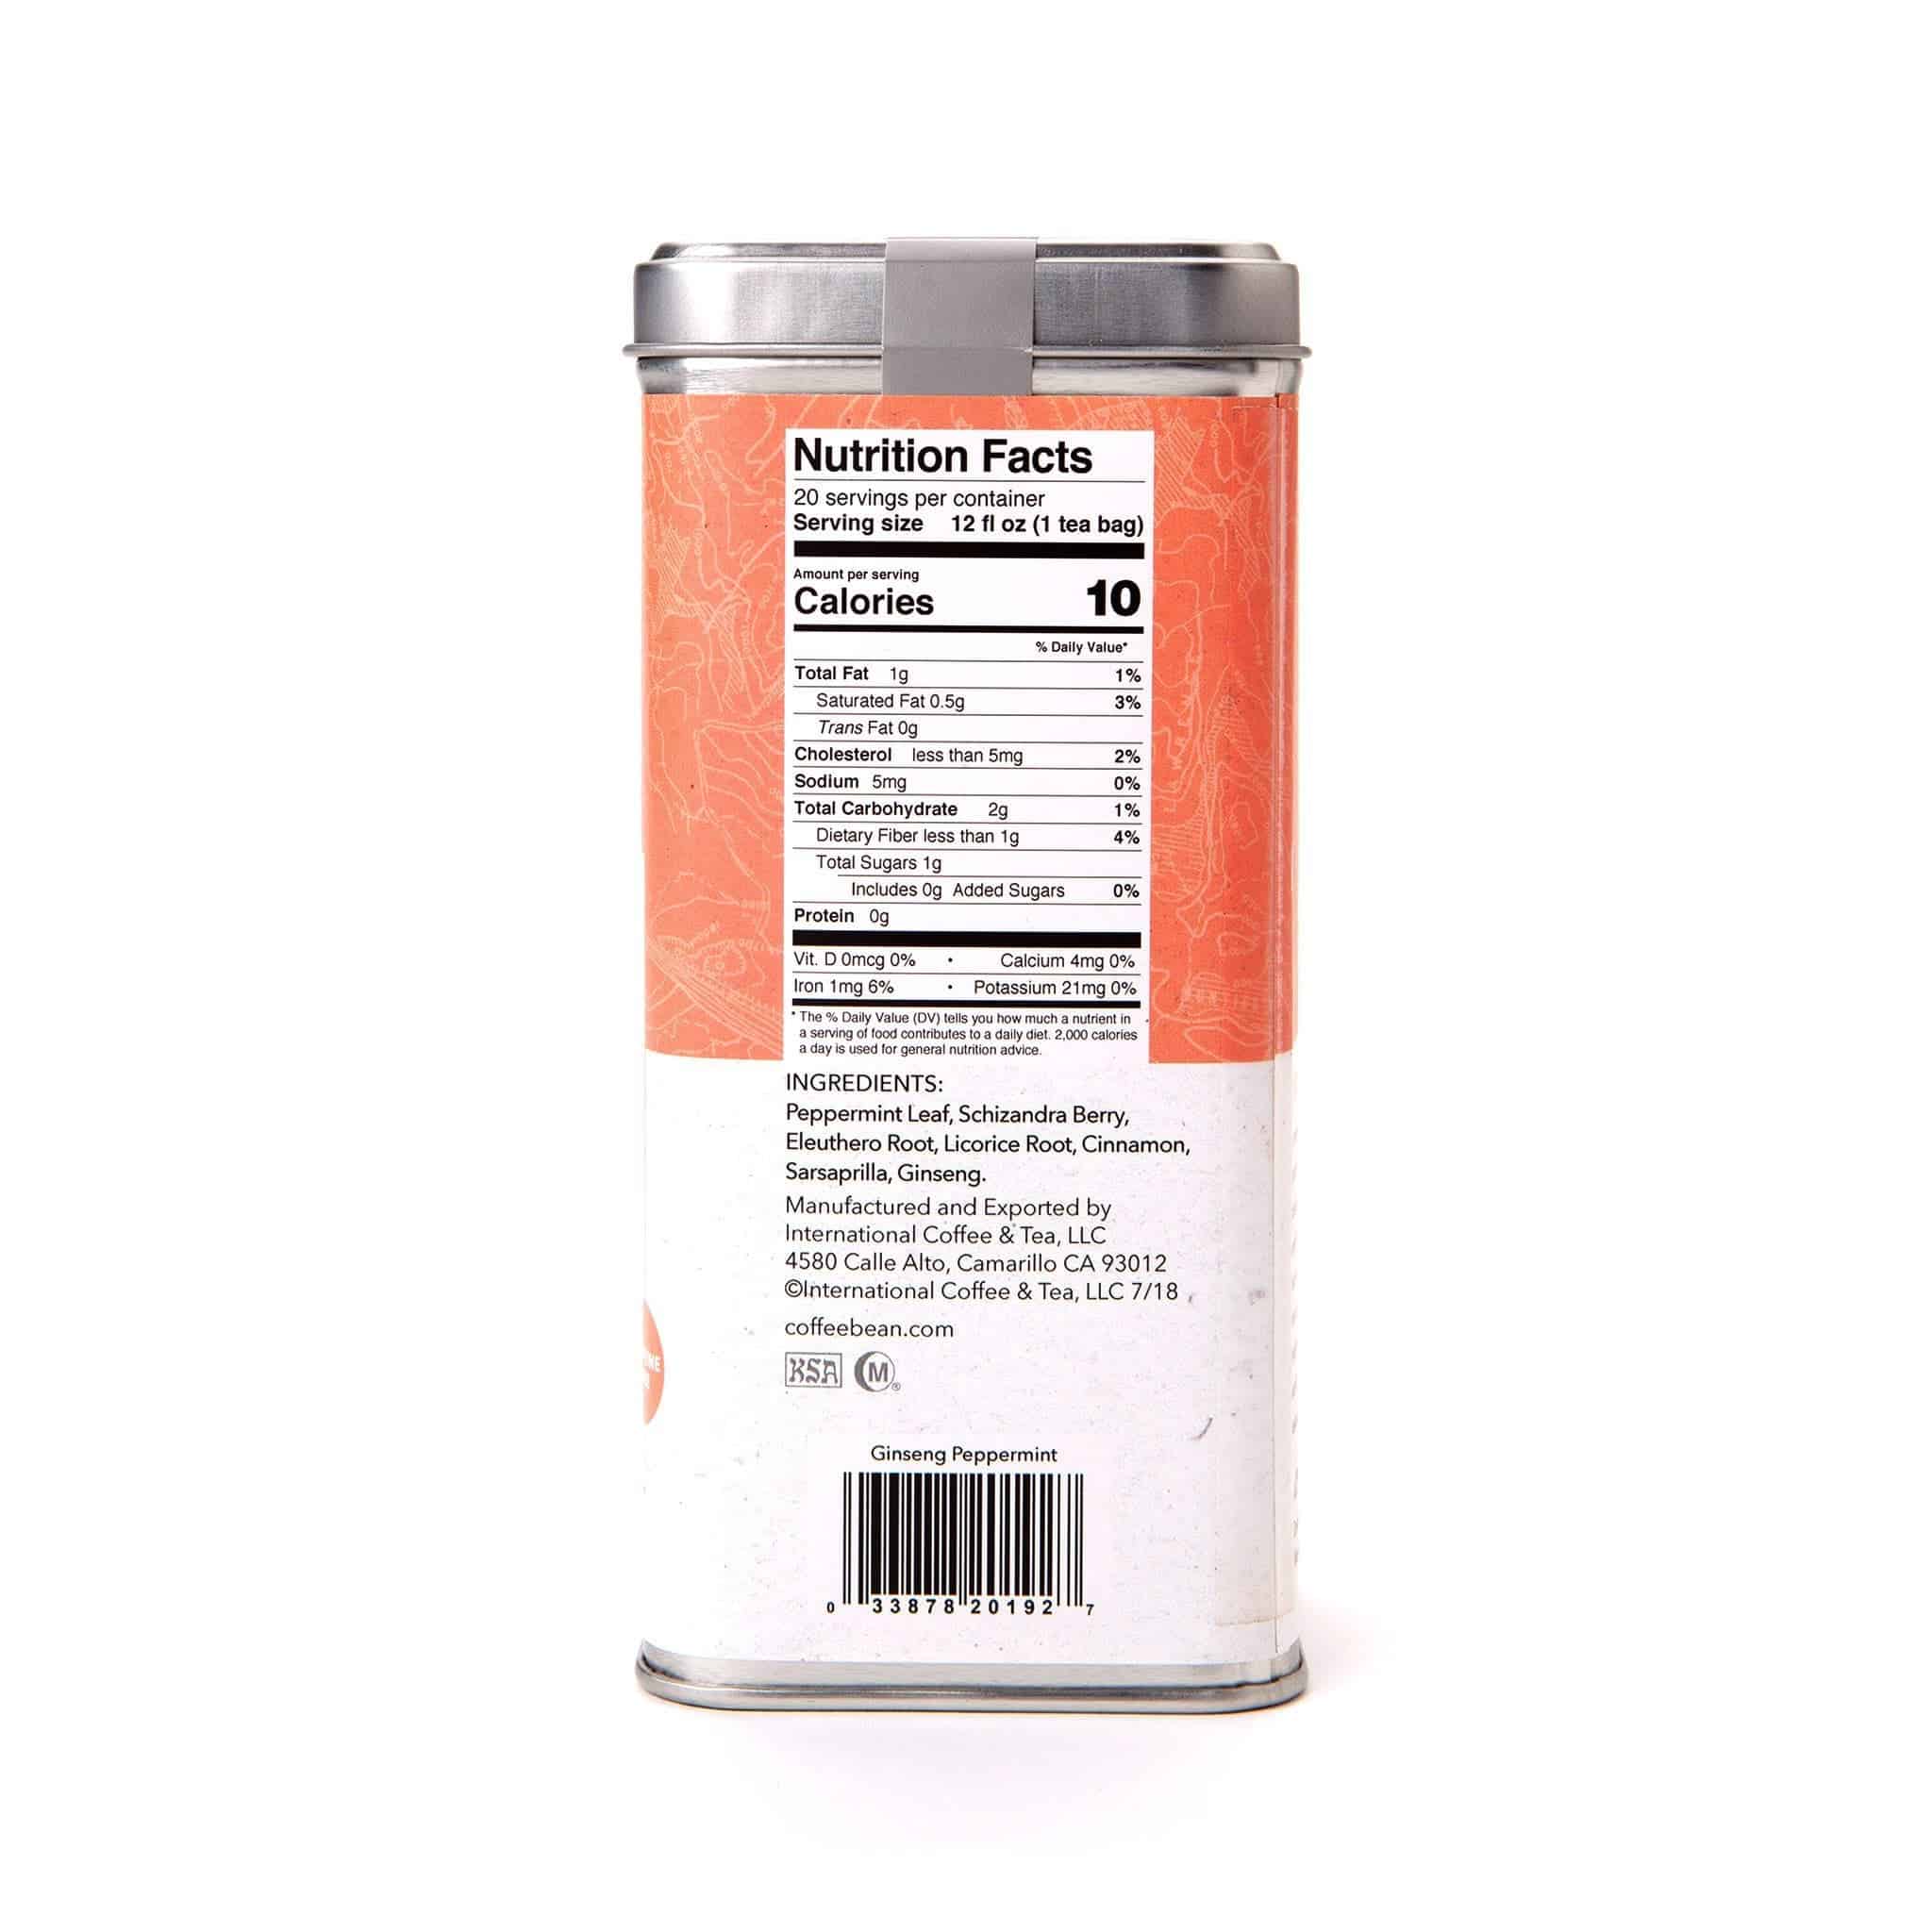 Nutrition Facts
20 servings per container
Serving size 12 fl oz (1 tea bag)
Amount per serving
Calories 10
% Daily Value*
Total Fat 1g 1%
Saturated Fat 0.5g 3%
Trans Fat 0g
Cholesterol less than 5mg 2%
Sodium 5mg 0%
Total Carbohydrate 2g 1%
Dietary Fiber less than 1g 4%
Total Sugars 1g
Includes 0g Added Sugars 0%
Protein 0g
Vit. D 0mcg 0% • Calcium 4mg 0%
Iron 1mg 6% • Potassium 21mg 0%
* The % Daily Value (DV) tells you how much a nutrient in
a serving of food contributes to a daily diet. 2,000 calories
a day is used for general nutrition advice.
INGREDIENTS:
Peppermint Leaf, Schizandra Berry,
Eleuthero Root, Licorice Root, Cinnamon,
Sarsaprilla, Ginseng.
Manufactured and Exported by
International Coffee & Tea, LLC
4580 Calle Alto, Camarillo CA 93012
©International Coffee & Tea, LLC 7/18
coffeebean.com
KSA M®
Ginseng Peppermint
0 33878 20192 7